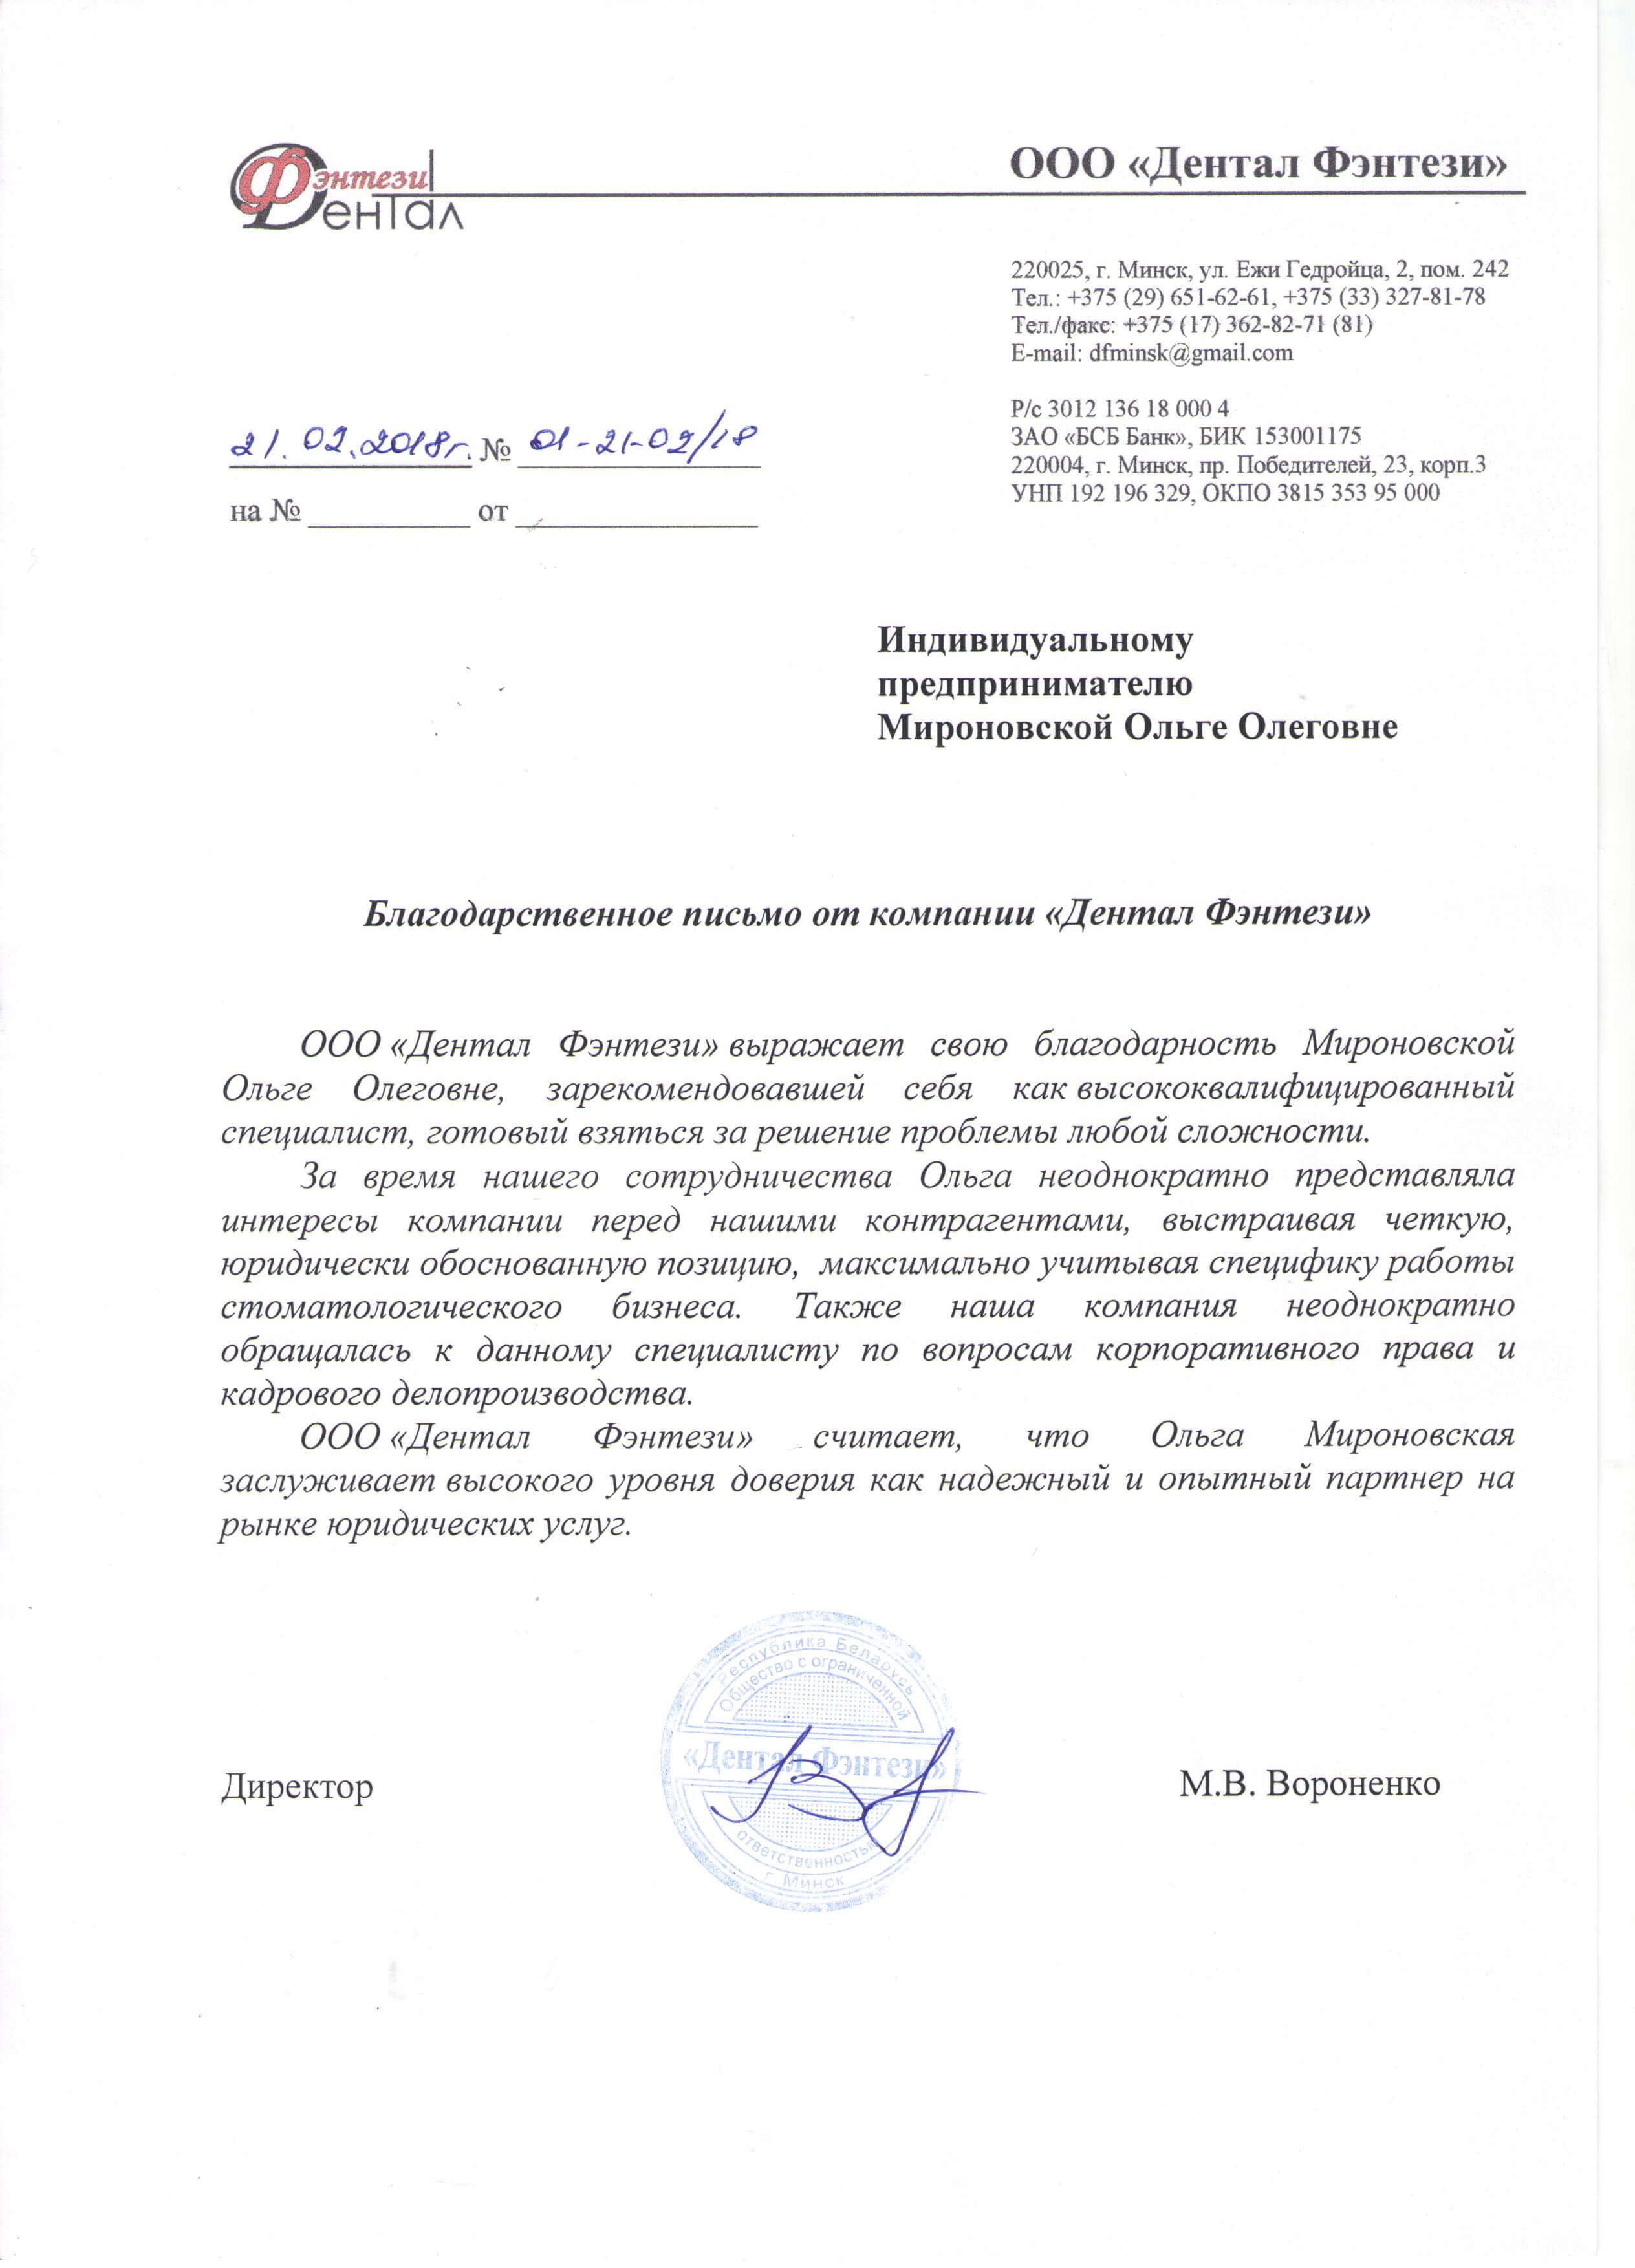 Фэнтези
Дентал
ООО «Дентал Фэнтези»
220025, г. Минск, ул. Ежи Гедройца, 2, пом. 242
Тел.: +375 (29) 651-62-61, +375 (33) 327-81-78
Тел./факс: +375 (17) 362-82-71 (81)
E-mail: dfminsk@gmail.com
Р/с 3012 136 18 000 4
ЗАО «БСБ Банк», БИК 153001175
220004, г. Минск, пр. Победителей, 23, корп.3
УНП 192 196 329, ОКПО 3815 353 95 000
21.02.2018г. № 01-21-02/18
на № ____________ от ____________
Индивидуальному
предпринимателю
Мироновской Ольге Олеговне
Благодарственное письмо от компании «Дентал Фэнтези»
ООО «Дентал Фэнтези» выражает свою благодарность Мироновской
Ольге Олеговне, зарекомендовавшей себя как высококвалифицированный
специалист, готовый взяться за решение проблемы любой сложности.
За время нашего сотрудничества Ольга неоднократно представляла
интересы компании перед нашими контрагентами, выстраивая четкую,
юридически обоснованную позицию, максимально учитывая специфику работы
стоматологического бизнеса. Также наша компания неоднократно
обращалась к данному специалисту по вопросам корпоративного права и
кадрового делопроизводства.
ООО «Дентал Фэнтези» считает, что Ольга Мироновская
заслуживает высокого уровня доверия как надежный и опытный партнер на
рынке юридических услуг.
Республика Беларусь
Общество с ограниченной
«Дентал Фэнтези»
ответственностью
г. Минск
Директор
М.В. Вороненко